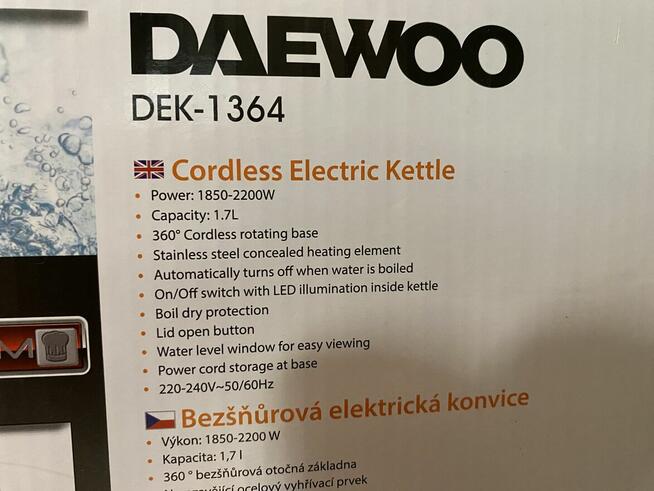 DAEWOO
DEK-1364
Cordless Electric Kettle
• Power: 1850-2200W
• Capacity: 1.7L
• 360° Cordless rotating base
• Stainless steel concealed heating element
• Automatically turns off when water is boiled
• On/Off switch with LED illumination inside kettle
• Boil dry protection
• Lid open button
• Water level window for easy viewing
• Power cord storage at base
• 220-240V~50/60Hz
Bezšňůrová elektrická konvice
• Výkon: 1850-2200 W
• Kapacita: 1,7 l
• 360 ° bezšňůrová otočná základna
ocelový vyhřívací prvek